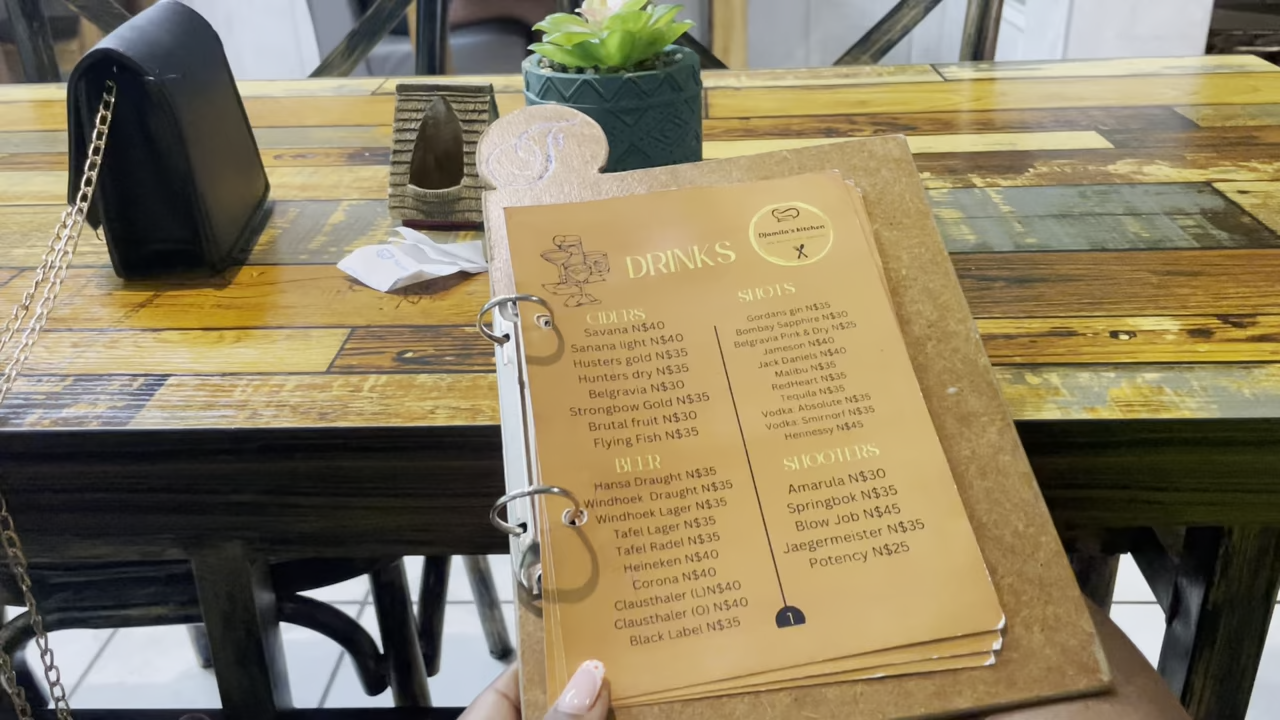 F
DRINKS
Djamila's kitchen
CIDERS
Savana N$40
Sanana light N$40
Husters gold N$35
Hunters dry N$35
Belgravia N$30
Strongbow Gold N$35
Brutal fruit N$30
Flying Fish N$35
BEER
Hansa Draught N$35
Windhoek Draught N$35
Windhoek Lager N$35
Tafel Lager N$35
Tafel Radel N$35
Heineken N$40
Corona N$40
Clausthaler (L)N$40
Clausthaler (O) N$40
Black Label N$35
SHOTS
Gordans gin N$35
Bombay Sapphire N$30
Belgravia Pink & Dry N$25
Jameson N$40
Jack Daniels N$40
Malibu N$35
RedHeart N$35
Tequila N$35
Vodka: Absolute N$35
Vodka: Smirnorf N$35
Hennessy N$45
SHOOTERS
Amarula N$30
Springbok N$35
Blow Job N$45
Jaegermeister N$35
Potency N$25
1